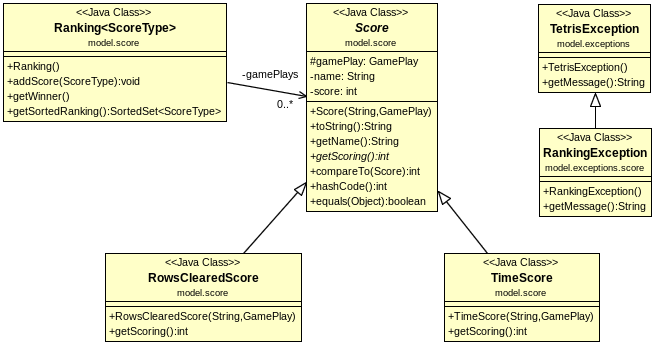 <<Java Class>>
Ranking<ScoreType>
model.score
+Ranking()
+addScore(ScoreType):void
+getWinner()
+getSortedRanking():SortedSet<ScoreType>
-gamePlays
0..*
<<Java Class>>
Score
model.score
#gamePlay: GamePlay
-name: String
-score: int
+Score(String,GamePlay)
+toString():String
+getName():String
+getScoring():int
+compareTo(Score):int
+hashCode():int
+equals(Object):boolean
<<Java Class>>
TetrisException
model.exceptions
+TetrisException()
+getMessage():String
<<Java Class>>
RankingException
model.exceptions.score
+RankingException()
+getMessage():String
<<Java Class>>
RowsClearedScore
model.score
+RowsClearedScore(String,GamePlay)
+getScoring():int
<<Java Class>>
TimeScore
model.score
+TimeScore(String,GamePlay)
+getScoring():int